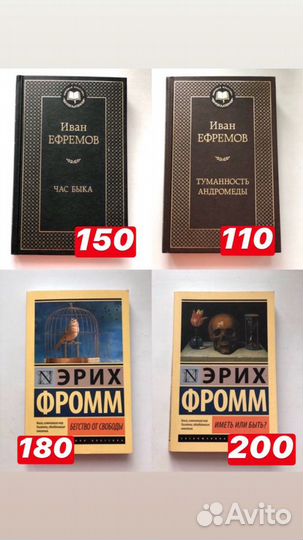 Иван
ЕФРЕМОВ
ЧАС БЫКА
150
Иван
ЕФРЕМОВ
ТУМАННОСТЬ
АНДРОМЕДЫ
110
N ЭРИХ
ФРОММ
БЕГСТВО ОТ СВОБОДЫ
180
N ЭРИХ
ФРОММ
ИМЕТЬ ИЛИ БЫТЬ?
200
Avito